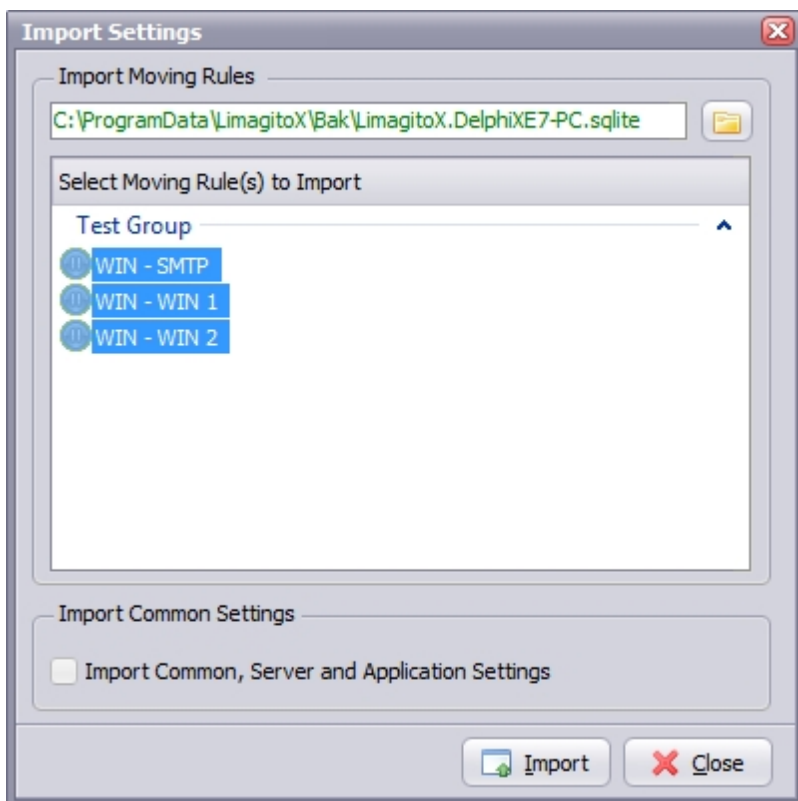 Import Settings
Import Moving Rules
C:\ProgramData\LimagitoX\Bak\LimagitoX.DelphiXE7-PC.sqlite
Select Moving Rule(s) to Import
Test Group
WIN - SMTP
WIN - WIN 1
WIN - WIN 2
Import Common Settings
Import Common, Server and Application Settings
Import Close